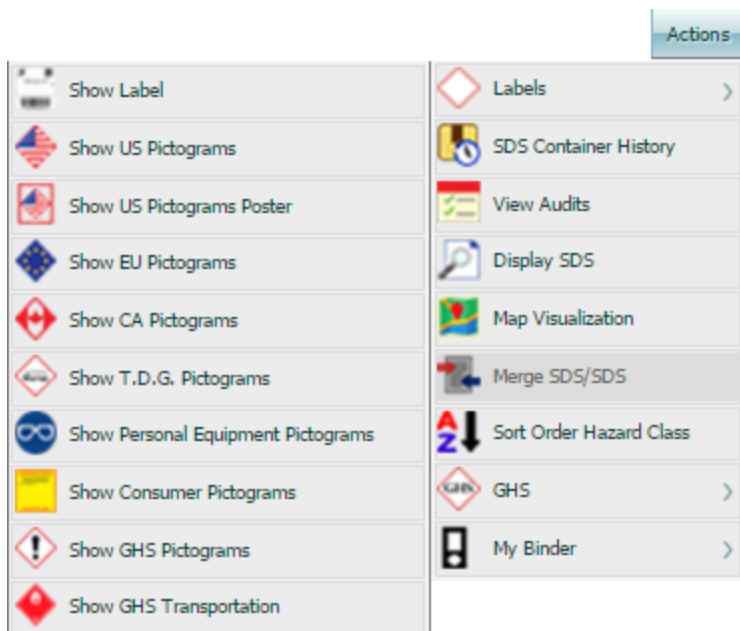 Actions
Show Label
Show US Pictograms
Show US Pictograms Poster
Show EU Pictograms
Show CA Pictograms
Show T.D.G. Pictograms
Show Personal Equipment Pictograms
Show Consumer Pictograms
Show GHS Pictograms
Show GHS Transportation
Labels
SDS Container History
View Audits
Display SDS
Map Visualization
Merge SDS/SDS
A
Z
Sort Order Hazard Class
GHS
GHS
My Binder